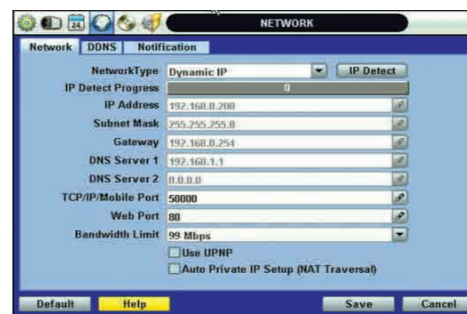 24
NETWORK
Network DDNS Notification
NetworkType Dynamic IP IP Detect
IP Detect Progress 0
IP Address 192.168.0.200
Subnet Mask 255.255.255.0
Gateway 192.168.0.254
DNS Server 1 192.168.1.1
DNS Server 2 0.0.0.0
TCP/IP/Mobile Port 50000
Web Port 80
Bandwidth Limit 99 Mbps
Use UPNP
Auto Private IP Setup (NAT Traversal)
Default Help Save Cancel